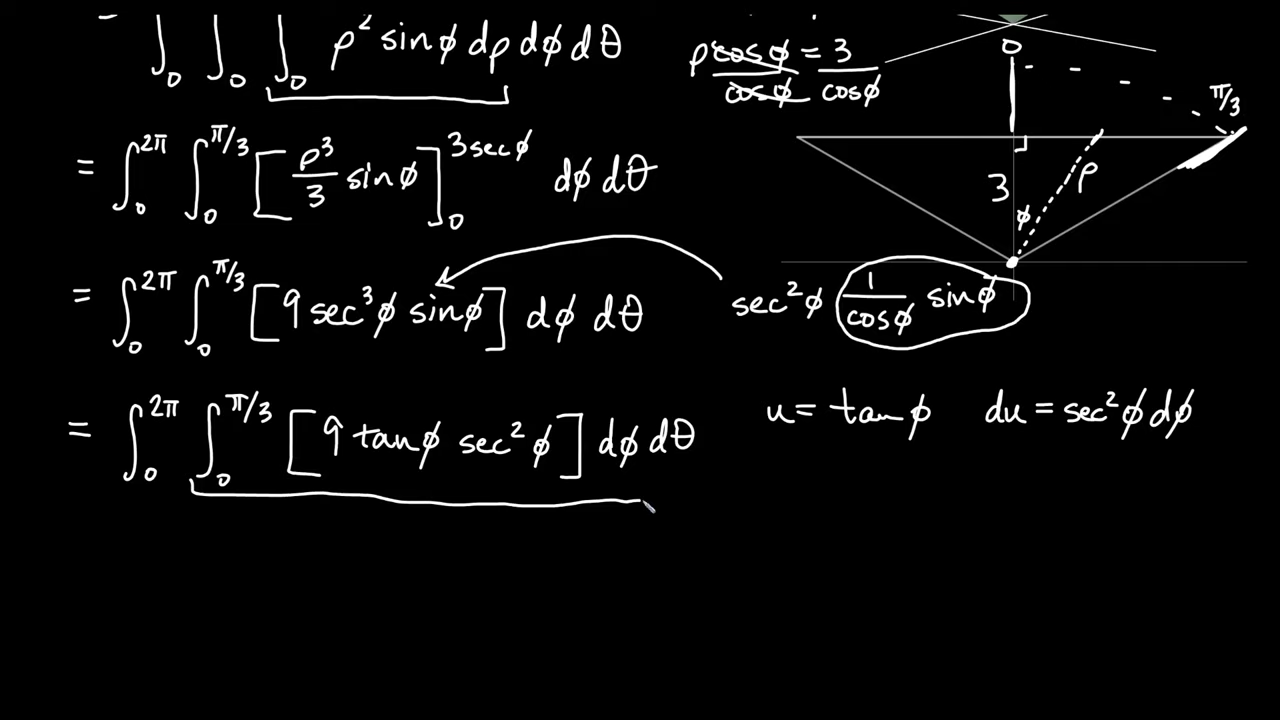 ∫₀ ∫₀ ∫₀ ρ² sinϕ dρ dϕ dθ
ρcosϕ/cosϕ = 3/cosϕ
0
π/3
= ∫₀^2π ∫₀^π/3 [ρ³/3 sinϕ]₀^3secϕ dϕ dθ
3
ϕ
ρ
= ∫₀^2π ∫₀^π/3 [9 sec³ϕ sinϕ] dϕ dθ
sec²ϕ 1/cosϕ sinϕ
= ∫₀^2π ∫₀^π/3 [9 tanϕ sec²ϕ] dϕ dθ
u = tanϕ du = sec²ϕ dϕ